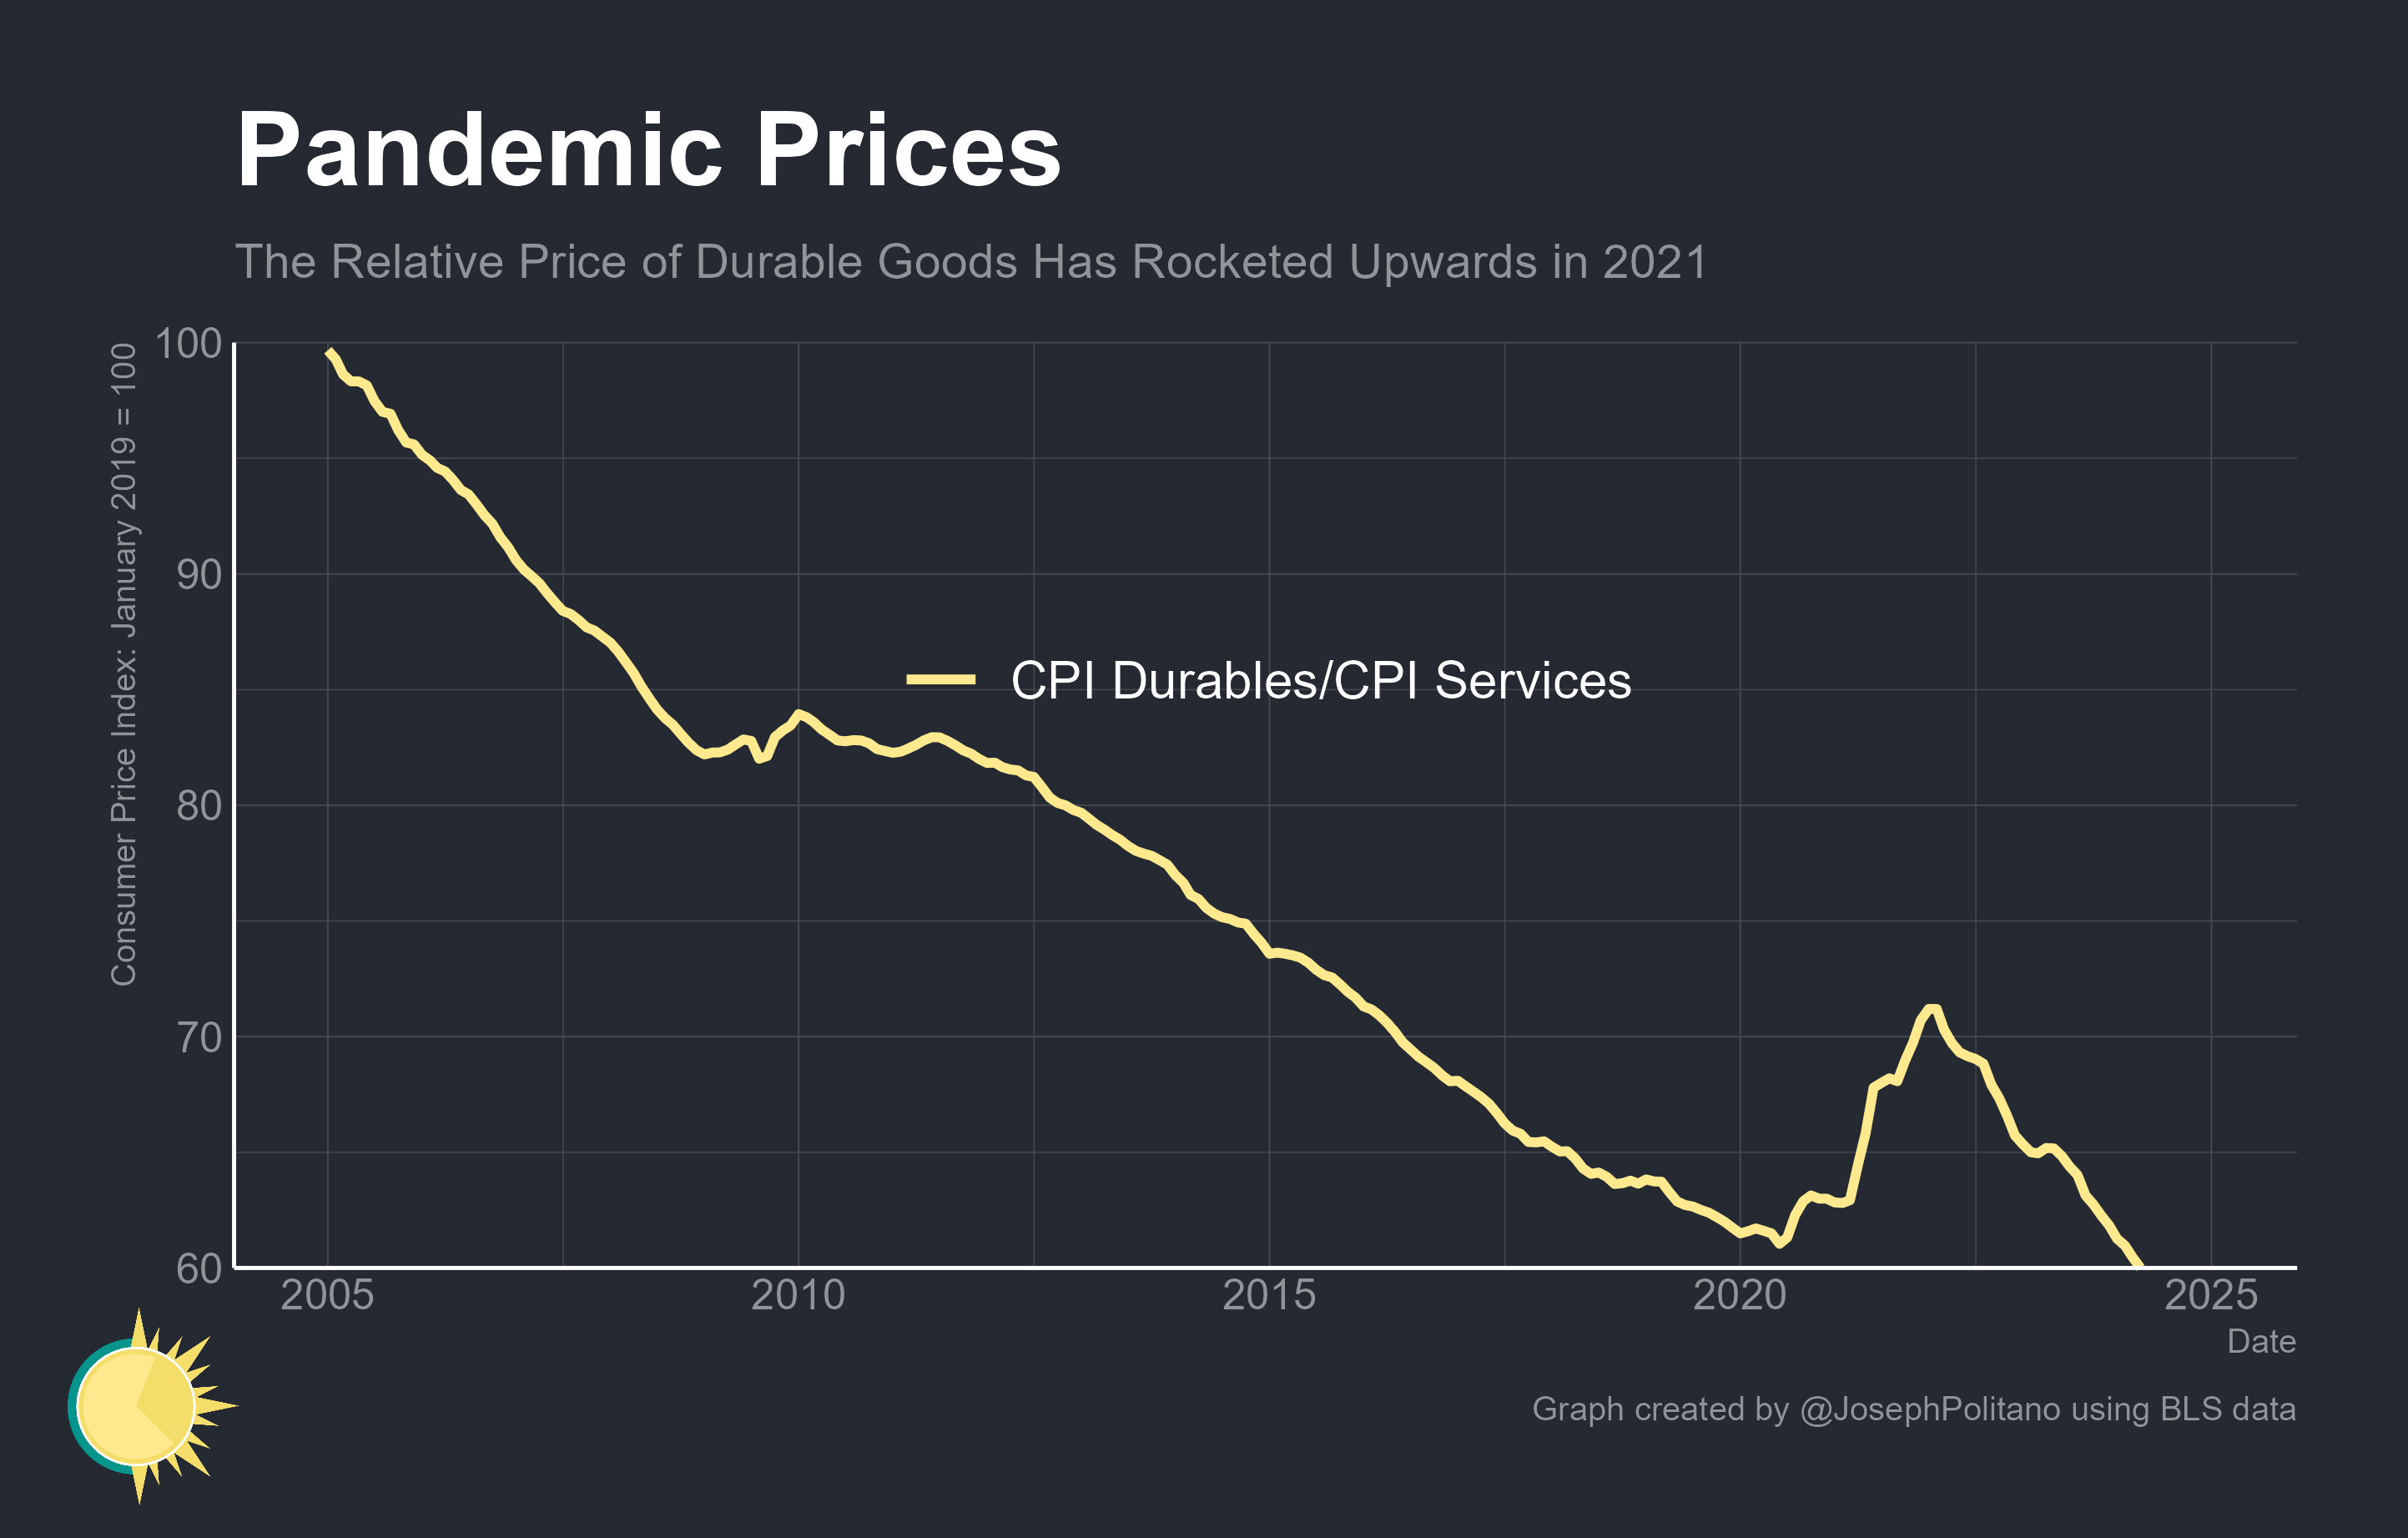 Pandemic Prices
The Relative Price of Durable Goods Has Rocketed Upwards in 2021
Consumer Price Index: January 2019 = 100
100
90
80
70
60
CPI Durables/CPI Services
2005
2010
2015
2020
2025
Date
Graph created by @JosephPolitano using BLS data